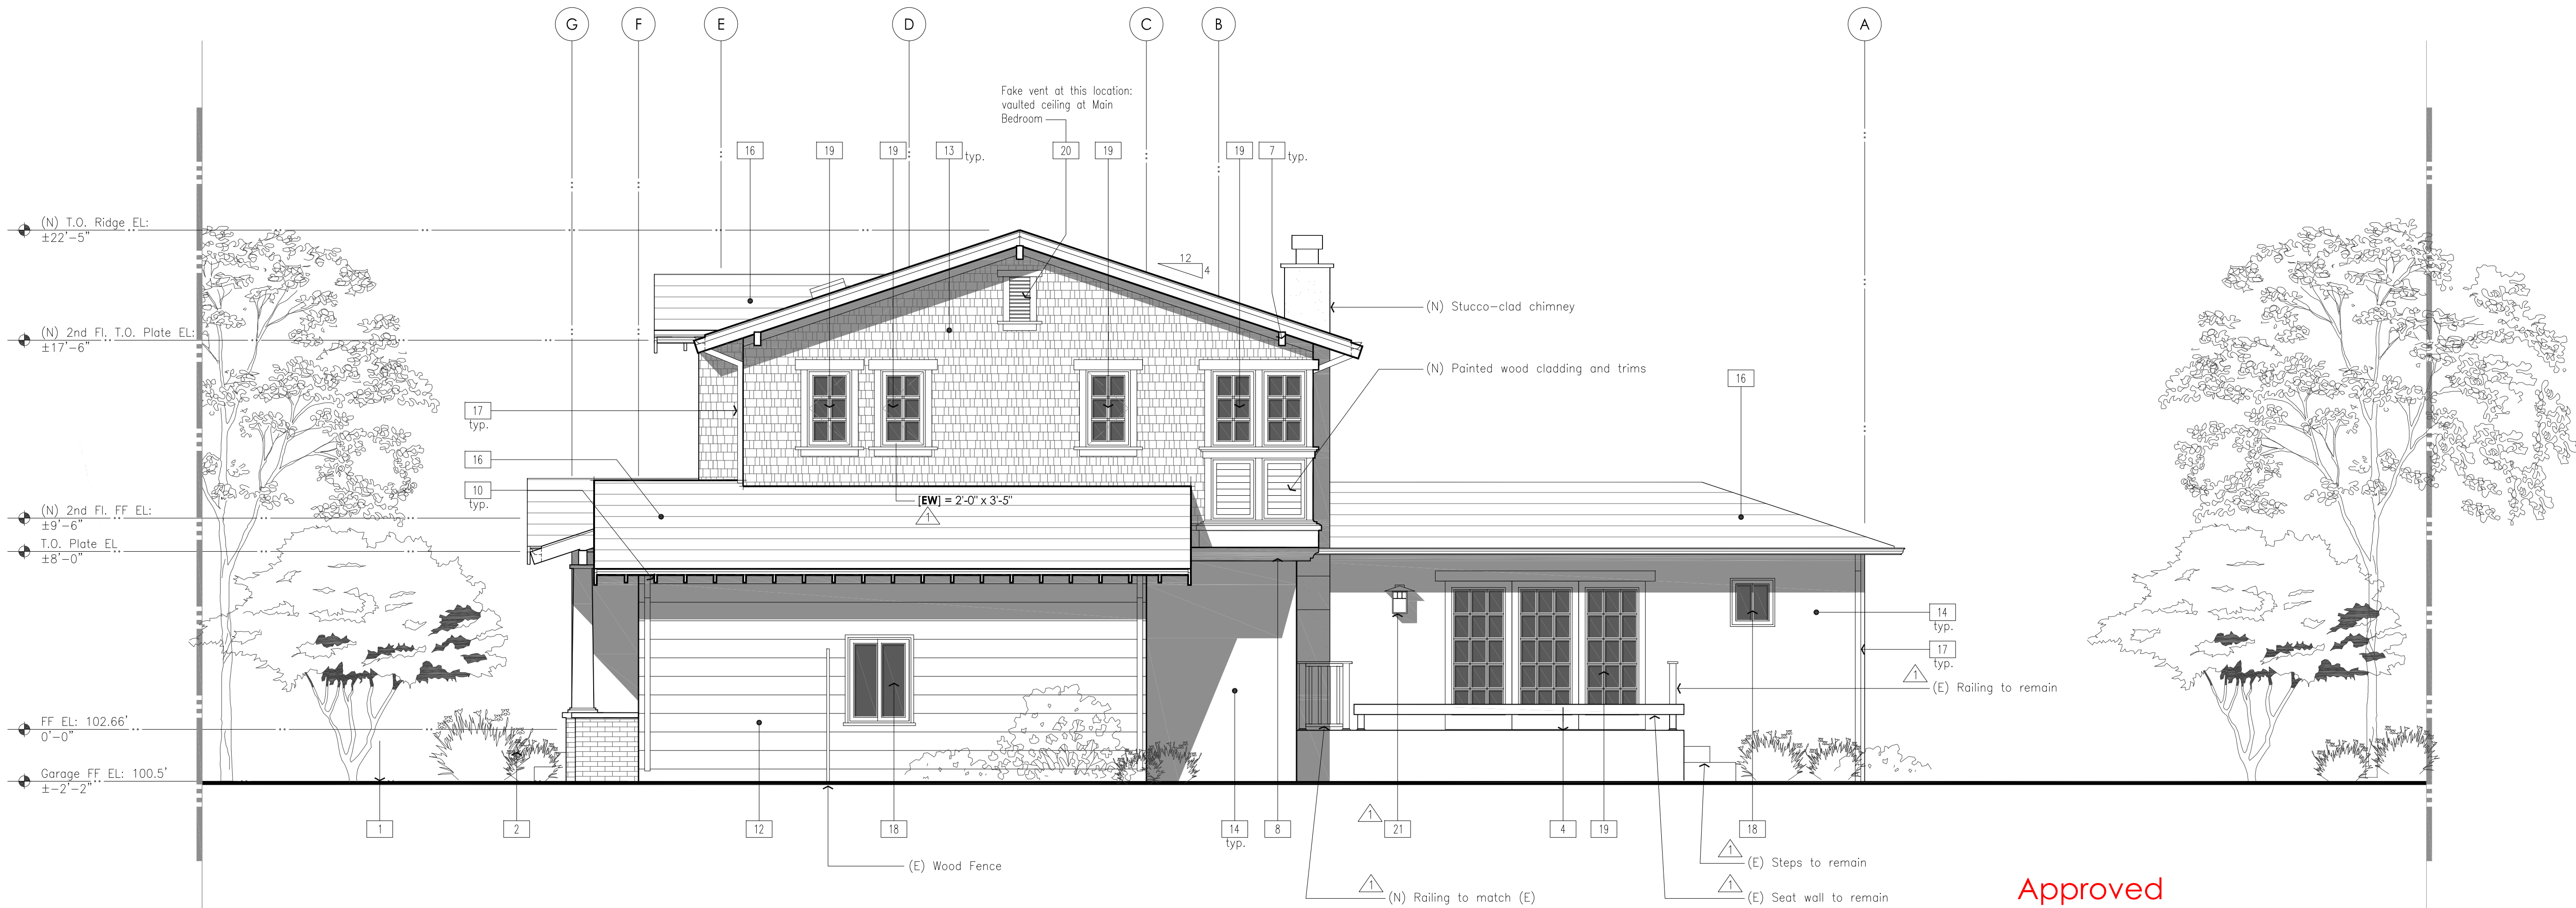 G F E D C B A
Fake vent at this location:
vaulted ceiling at Main
Bedroom
16 19 19 13 typ. 20 19 19 7 typ.
(N) T.O. Ridge EL:
±22'-5"
12
4
16
(N) Stucco-clad chimney
(N) 2nd Fl. T.O. Plate EL:
±17'-6"
(N) Painted wood cladding and trims
16
17
typ.
16
10
typ.
[EW] = 2'-0" x 3'-5"
1
(N) 2nd Fl. FF EL:
±9'-6"
T.O. Plate EL
±8'-0"
14
typ.
17
typ.
1
(E) Railing to remain
FF EL: 102.66'
0'-0"
Garage FF EL: 100.5'
±-2'-2"
1 2 12 18 14 typ. 8 1 21 4 19 18
(E) Wood Fence
1
(E) Steps to remain
1
(N) Railing to match (E)
1
(E) Seat wall to remain
Approved